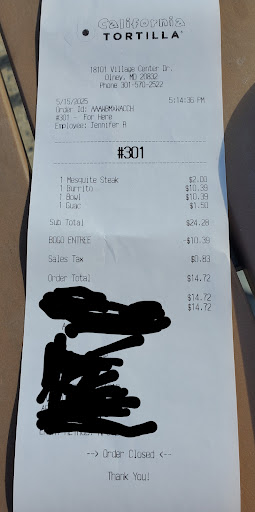 California
TORTILLA
18101 Village Center Dr.
Olney, MD 20832
Phone 301-570-2522
5/15/2025 5:14:36 PM
Order Id:
#301 - For Here
Employee: Jennifer A
#301
1 Mesquite Steak $2.00
1 Burrito $10.39
1 Bowl $10.39
1 Guac $1.50
Sub Total $24.28
BOGO ENTREE -$10.39
Sales Tax $0.83
Order Total $14.72
$14.72
$14.72
--> Order Closed <--
Thank You!